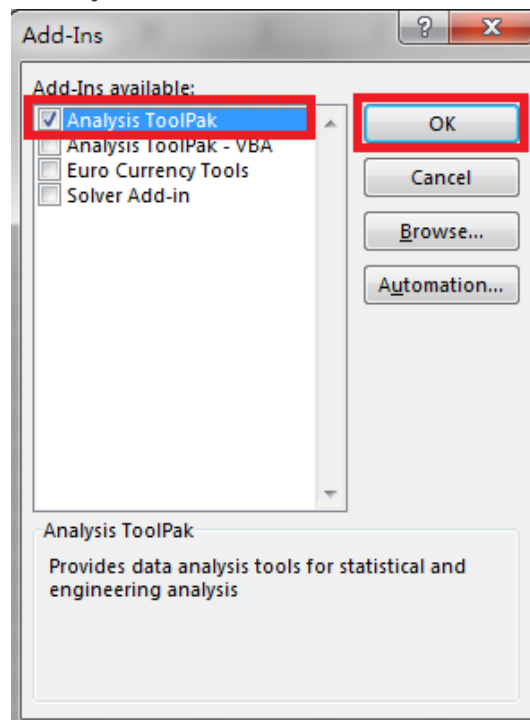 Add-Ins
?
X
Add-Ins available:
Analysis ToolPak
Analysis ToolPak - VBA
Euro Currency Tools
Solver Add-in
OK
Cancel
Browse...
Automation...
Analysis ToolPak
Provides data analysis tools for statistical and
engineering analysis